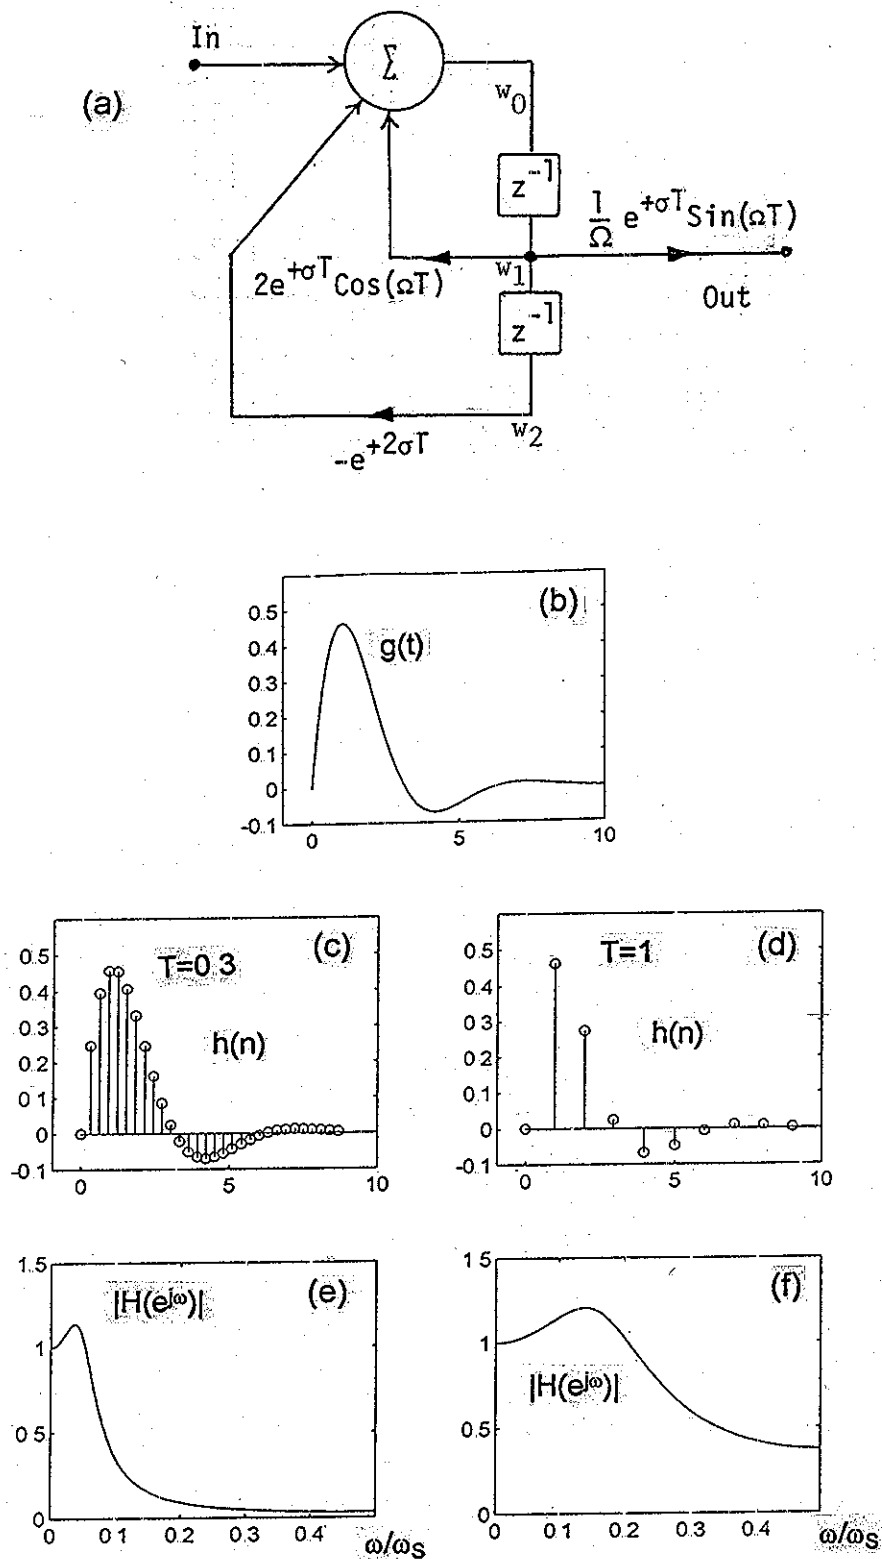 In
Σ
(a)
w0
z⁻¹
1/Ω e^{+σT}Sin(ΩT)
2e^{+σT}Cos(ΩT)
w1
Out
z⁻¹
-e^{+2σT}
w2
(b)
0.5
g(t)
0.4
0.3
0.2
0.1
0
-0.1
0 5 10
(c)
0.5
T=0 3
0.4
0.3
h(n)
0.2
0.1
0
-0.1
0 5 10
(d)
T=1
0.5
0.4
0.3
h(n)
0.2
0.1
0
-0.1
0 5 10
1.5
|H(e^{jω})|
(e)
1
0 5
0
0 0 1 0.2 0.3 0.4 ω/ωS
1.5
(f)
1
|H(e^{jω})|
0.5
0
0 0.1 0.2 0.3 0.4 ω/ωS